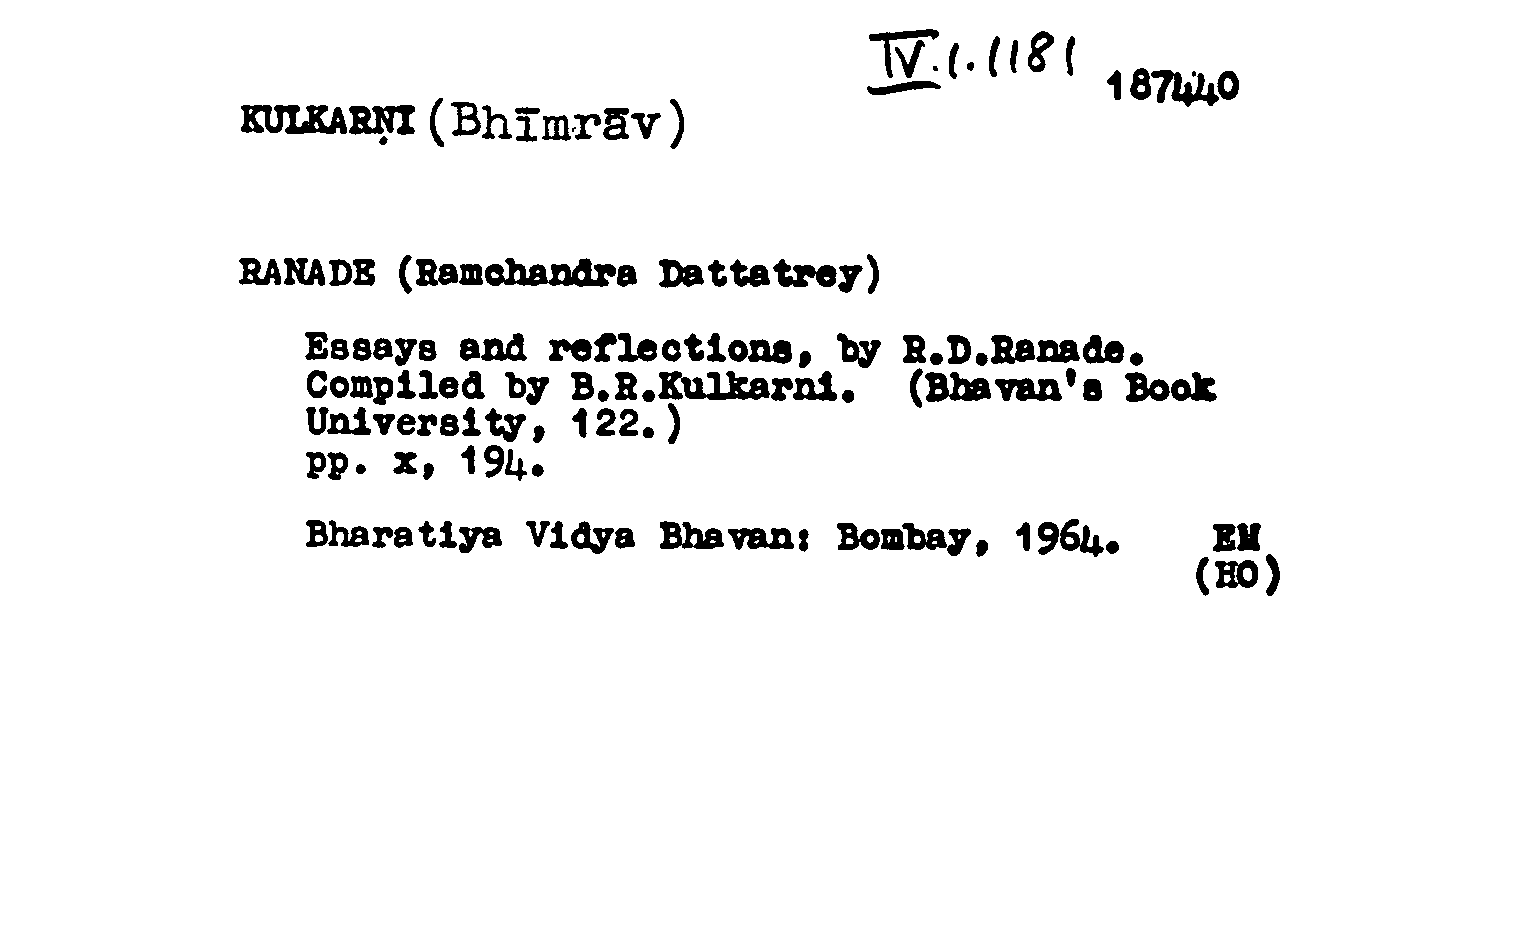 IV.1.1181
187440
KULKARṆI (Bhīmrāv)
RANADE (Ramchandra Dattatrey)
Essays and reflections, by R.D.Ranade.
Compiled by B.R.Kulkarni. (Bhavan's Book
University, 122.)
pp. x, 194.
Bharatiya Vidya Bhavan: Bombay, 1964. EM
(HO)